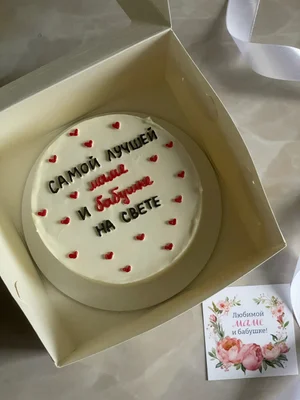 САМОЙ ЛУЧШЕЙ
маме
И бабушке
НА СВЕТЕ
Любимой
МАМЕ
и бабушке!